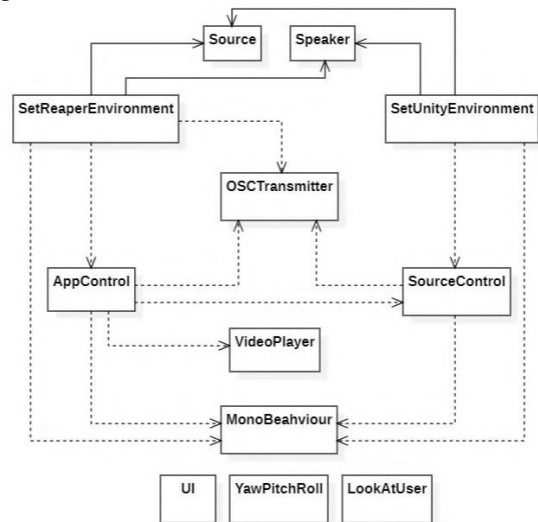 Source
Speaker
SetReaperEnvironment
SetUnityEnvironment
OSCTransmitter
AppControl
SourceControl
VideoPlayer
MonoBeahviour
UI
YawPitchRoll
LookAtUser